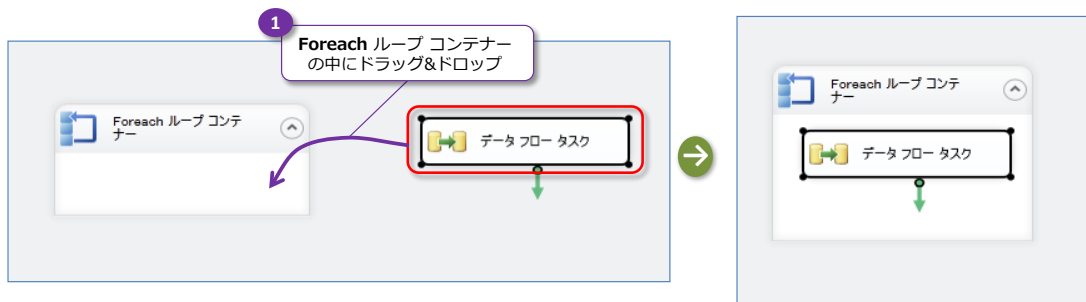 1
Foreach ループ コンテナー
の中にドラッグ&ドロップ
Foreach ループ コンテ
ナー
データ フロー タスク
Foreach ループ コンテ
ナー
データ フロー タスク